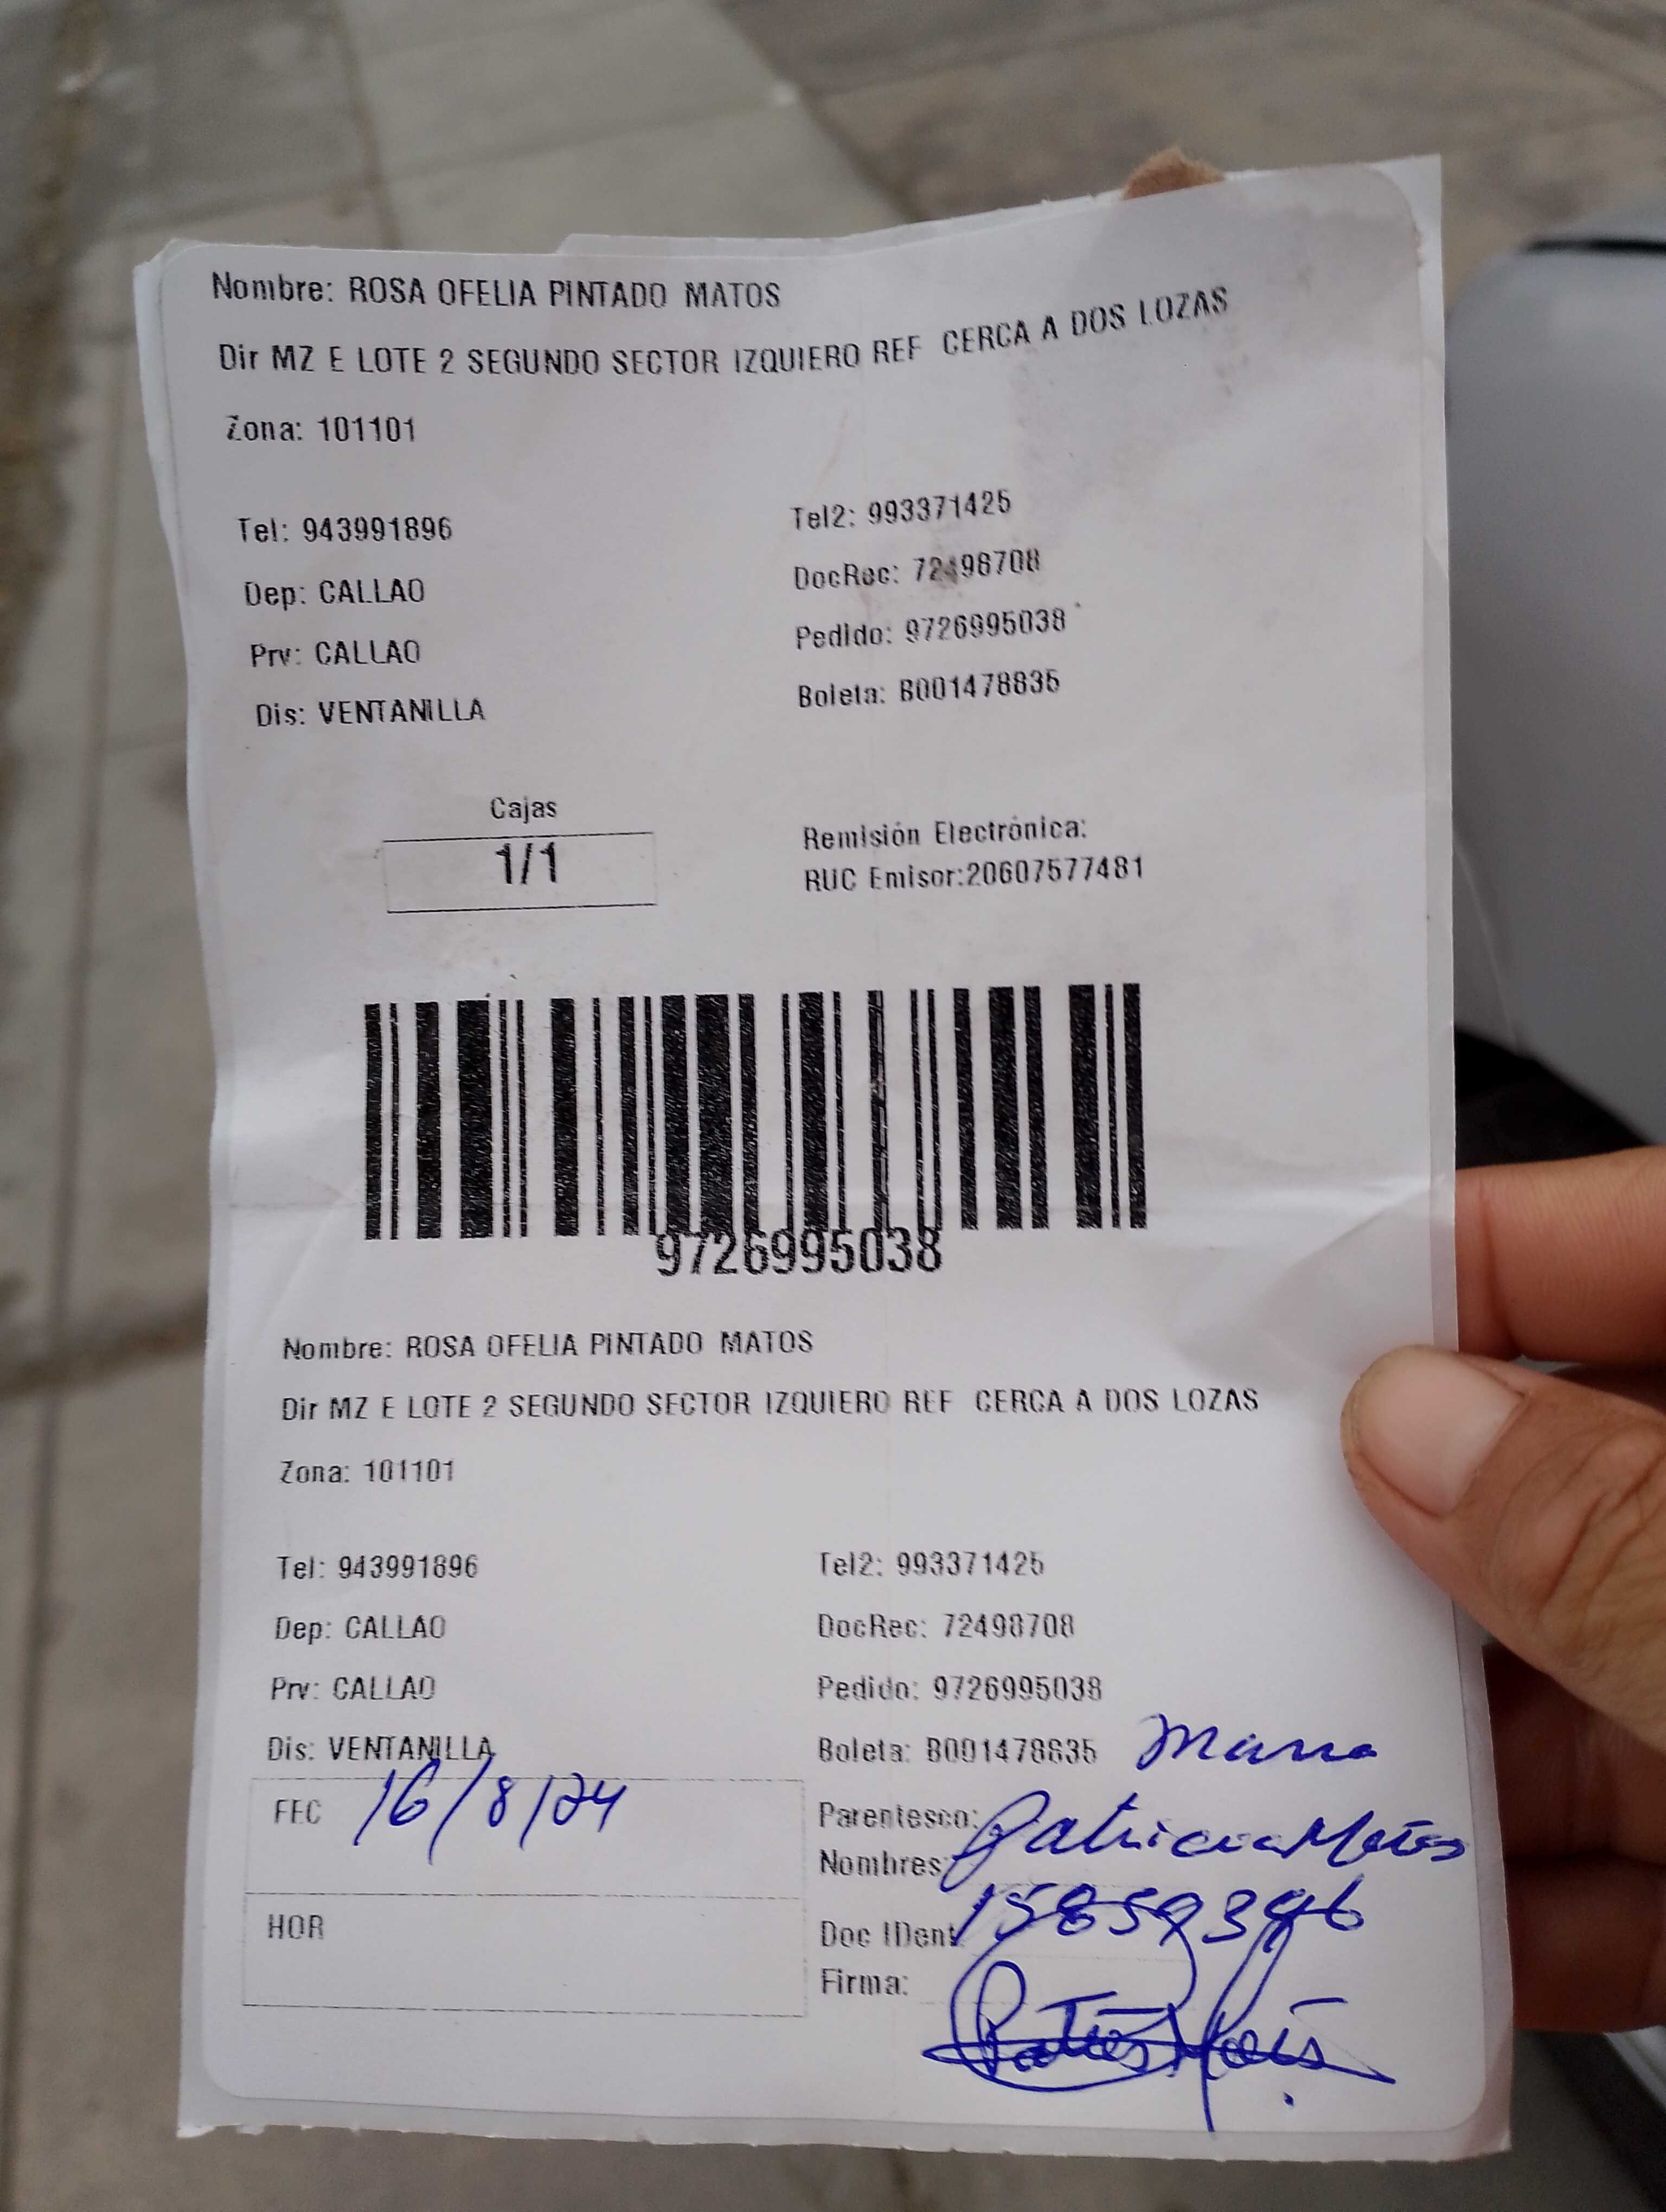 Nombre: ROSA OFELIA PINTADO MATOS
Dir MZ E LOTE 2 SEGUNDO SECTOR IZQUIERO REF CERCA A DOS LOZAS
Zona: 101101
Tel: 943991896 Tel2: 993371425
Dep: CALLAO DocRec: 72498708
Prv: CALLAO Pedido: 9726995038
Dis: VENTANILLA Boleta: B001478835
Cajas
1/1
Remisión Electrónica:
RUC Emisor:20607577481
9726995038
Nombre: ROSA OFELIA PINTADO MATOS
Dir MZ E LOTE 2 SEGUNDO SECTOR IZQUIERO REF CERCA A DOS LOZAS
Zona: 101101
Tel: 943991896 Tel2: 993371425
Dep: CALLAO DocRec: 72498708
Prv: CALLAO Pedido: 9726995038
Dis: VENTANILLA Boleta: B001478835
FEC 16/8/24
Parentesco:
Nombres: Patricia Matos
HOR
Doc IDent
Firma: